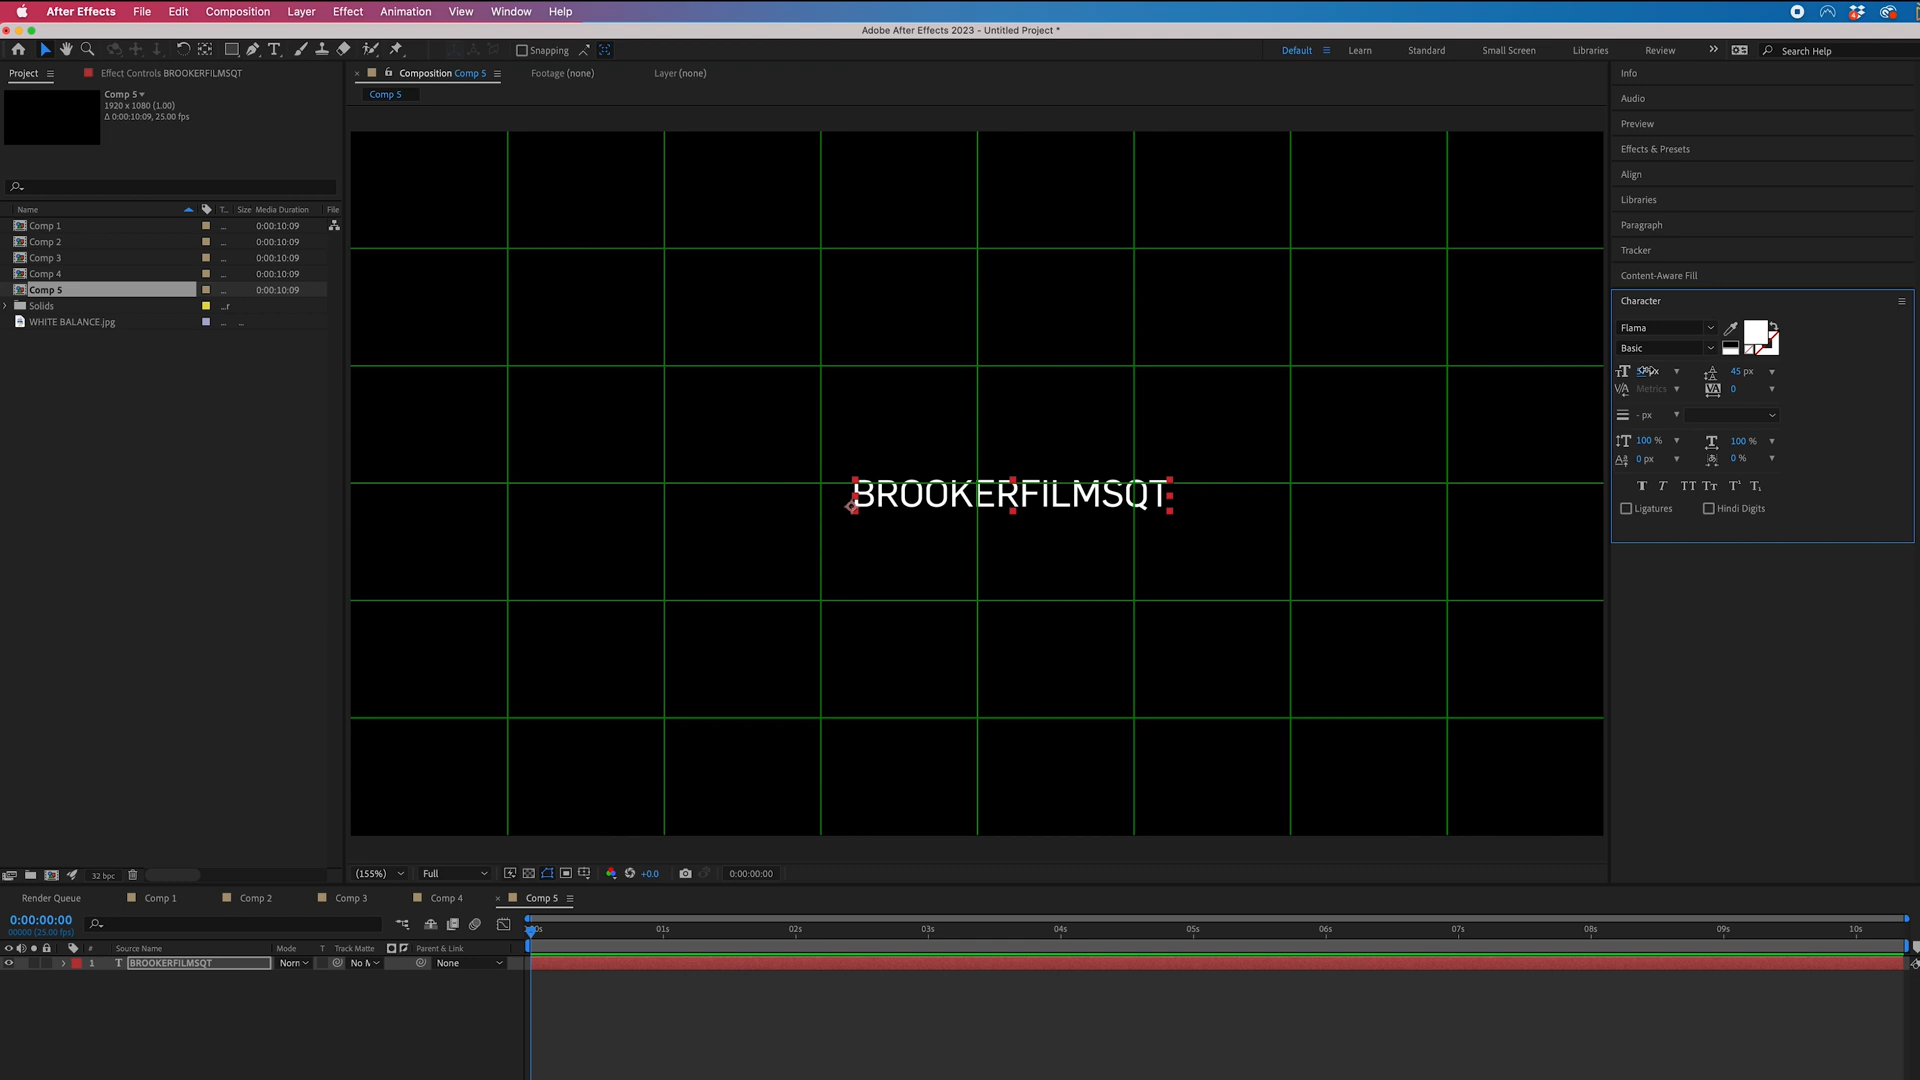 After Effects File Edit Composition Layer Effect Animation View Window Help
Adobe After Effects 2023 - Untitled Project *
Snapping
Default Learn Standard Small Screen Libraries Review Search Help
Project Effect Controls BROOKERFILMSQT
Composition Comp 5 Footage (none) Layer (none)
Comp 5
Comp 5
1920 x 1080 (1.00)
Δ 0:00:10:09, 25.00 fps
Name T... Size Media Duration File
Comp 1 ... 0:00:10:09
Comp 2 ... 0:00:10:09
Comp 3 ... 0:00:10:09
Comp 4 ... 0:00:10:09
Comp 5 ... 0:00:10:09
Solids ...r
WHITE BALANCE.jpg ... ...
BROOKERFILMSQT
Info
Audio
Preview
Effects & Presets
Align
Libraries
Paragraph
Tracker
Content-Aware Fill
Character
Flama
Basic
45 px
Metrics 0
- px
100 % 100 %
0 px 0 %
Ligatures Hindi Digits
32 bpc
(155%) Full +0.0 0:00:00:00
Render Queue Comp 1 Comp 2 Comp 3 Comp 4 Comp 5
0:00:00:00
00000 (25.00 fps)
01s 02s 03s 04s 05s 06s 07s 08s 09s 10s
# Source Name Mode T Track Matte Parent & Link
1 T BROOKERFILMSQT Norn No M None